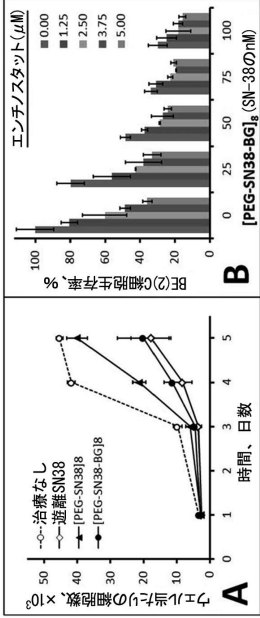 ウェル当たりの細胞数、×10³
50
40
30
20
10
0
治療なし
遊離SN38
[PEG-SN38]8
[PEG-SN38-BG]8
0
1
2
3
4
5
時間、日数
A
エンチノスタット(μM)
0.00
1.25
2.50
3.75
5.00
BE(2)C細胞生存率、%
100
80
60
40
20
0
0
25
50
75
100
[PEG-SN38-BG]₈ (SN-38のnM)
B